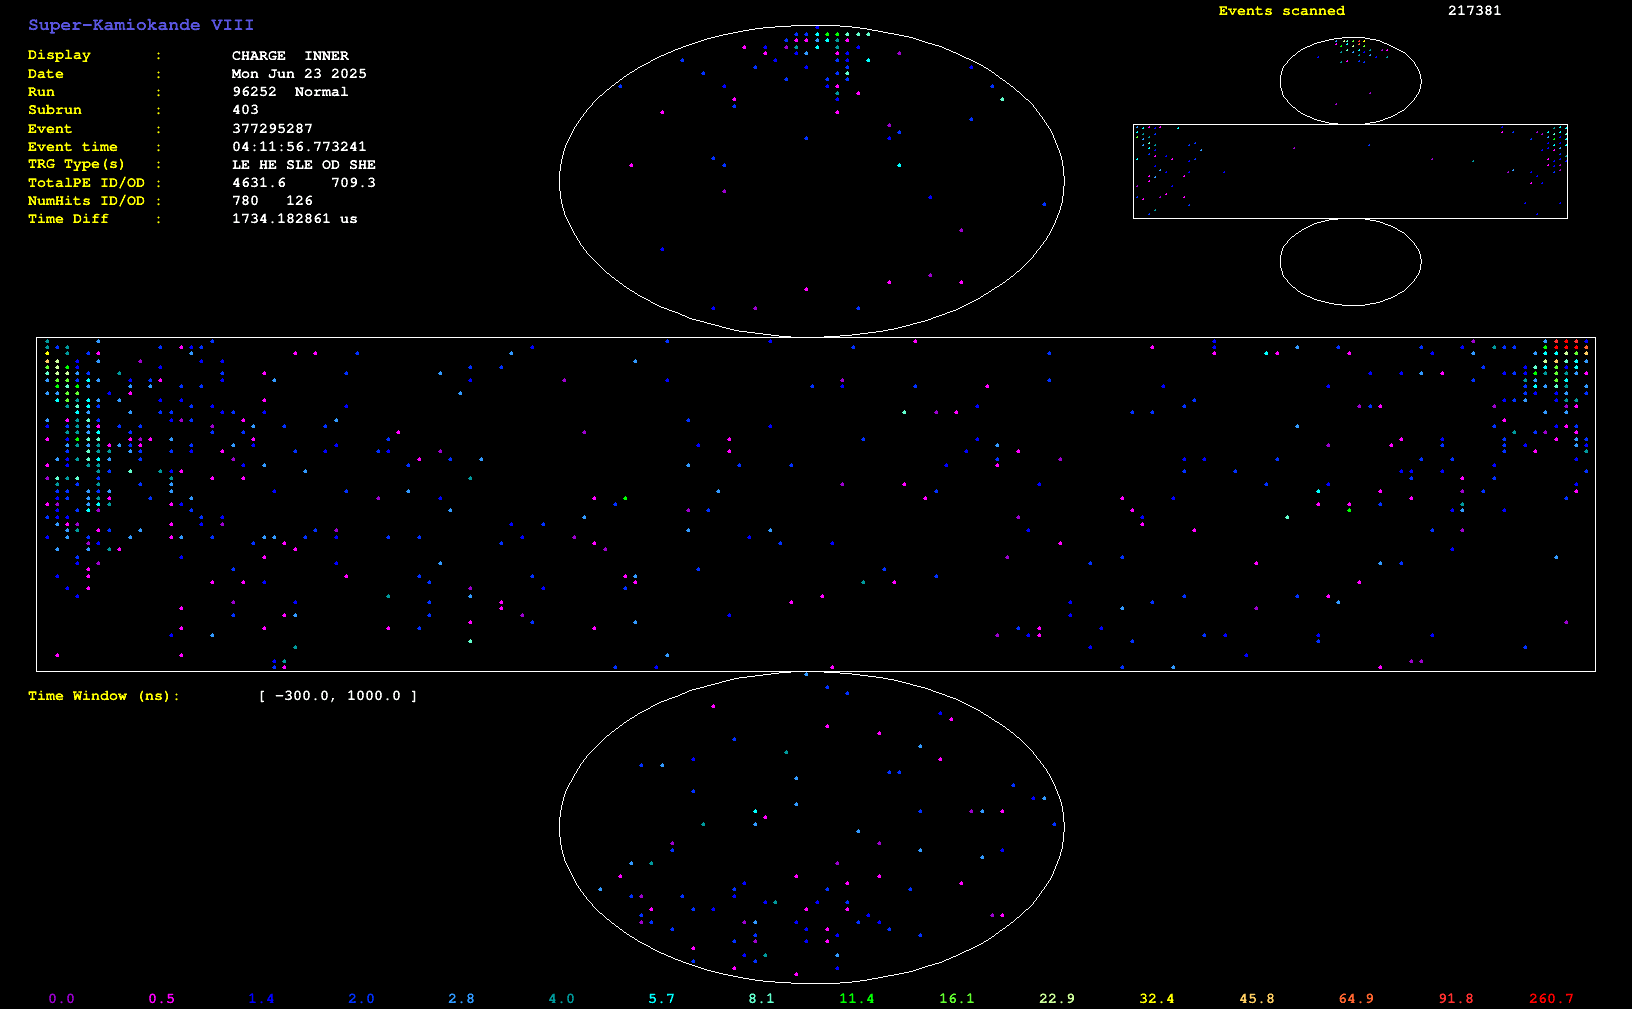 Super-Kamiokande VIII
Events scanned 217381
Display : CHARGE INNER
Date : Mon Jun 23 2025
Run : 96252 Normal
Subrun : 403
Event : 377295287
Event time : 04:11:56.773241
TRG Type(s) : LE HE SLE OD SHE
TotalPE ID/OD : 4631.6 709.3
NumHits ID/OD : 780 126
Time Diff : 1734.182861 us
Time Window (ns): [ −300.0, 1000.0 ]
0.0 0.5 1.4 2.0 2.8 4.0 5.7 8.1 11.4 16.1 22.9 32.4 45.8 64.9 91.8 260.7